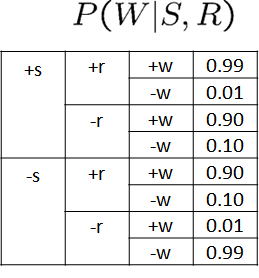 P(W|S, R)
+s +r +w 0.99
-w 0.01
-r +w 0.90
-w 0.10
-s +r +w 0.90
-w 0.10
-r +w 0.01
-w 0.99